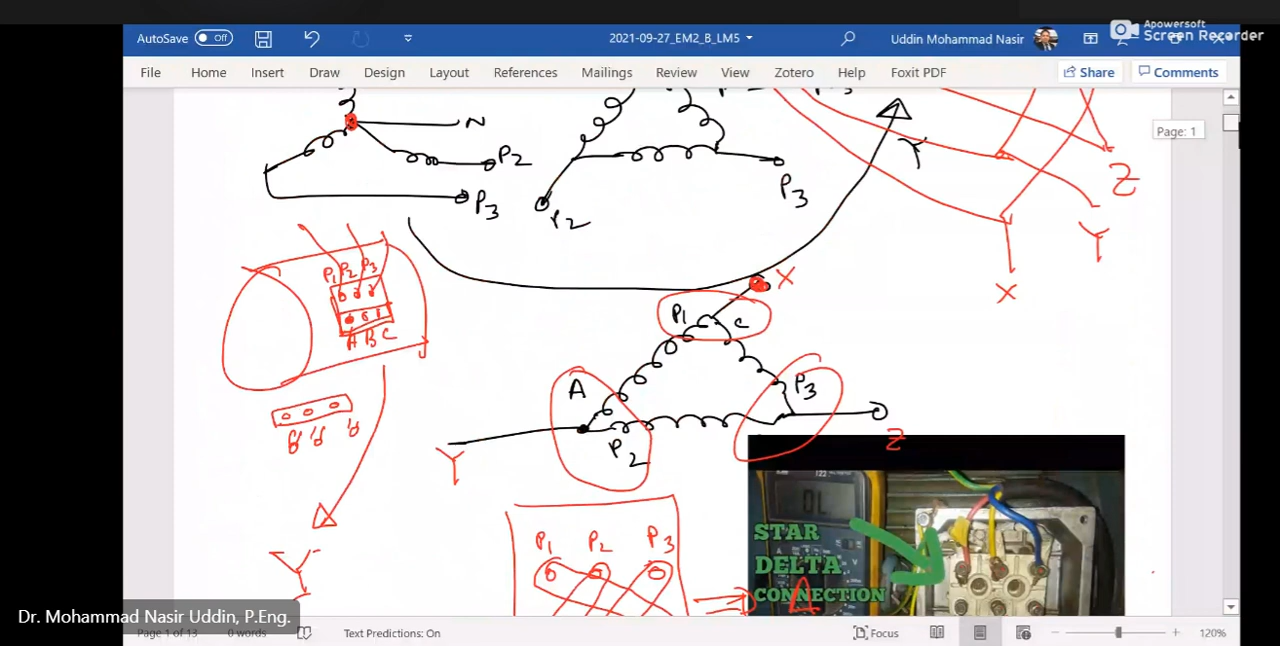 Apowersoft
Screen Recorder
AutoSave Off
2021-09-27_EM2_B_LM5
Uddin Mohammad Nasir
File Home Insert Draw Design Layout References Mailings Review View Zotero Help Foxit PDF
Share Comments
Page: 1
N
P2
P3
P2
P3
Z
Y
X
X
P1 C
P1 P2 P3
A B C
A
P3
P2
Y
Z
OL
STAR
DELTA
CONNECTION
P1 P2 P3
Y
Dr. Mohammad Nasir Uddin, P.Eng.
Page 1 of 13 0 words Text Predictions: On
Focus
120%